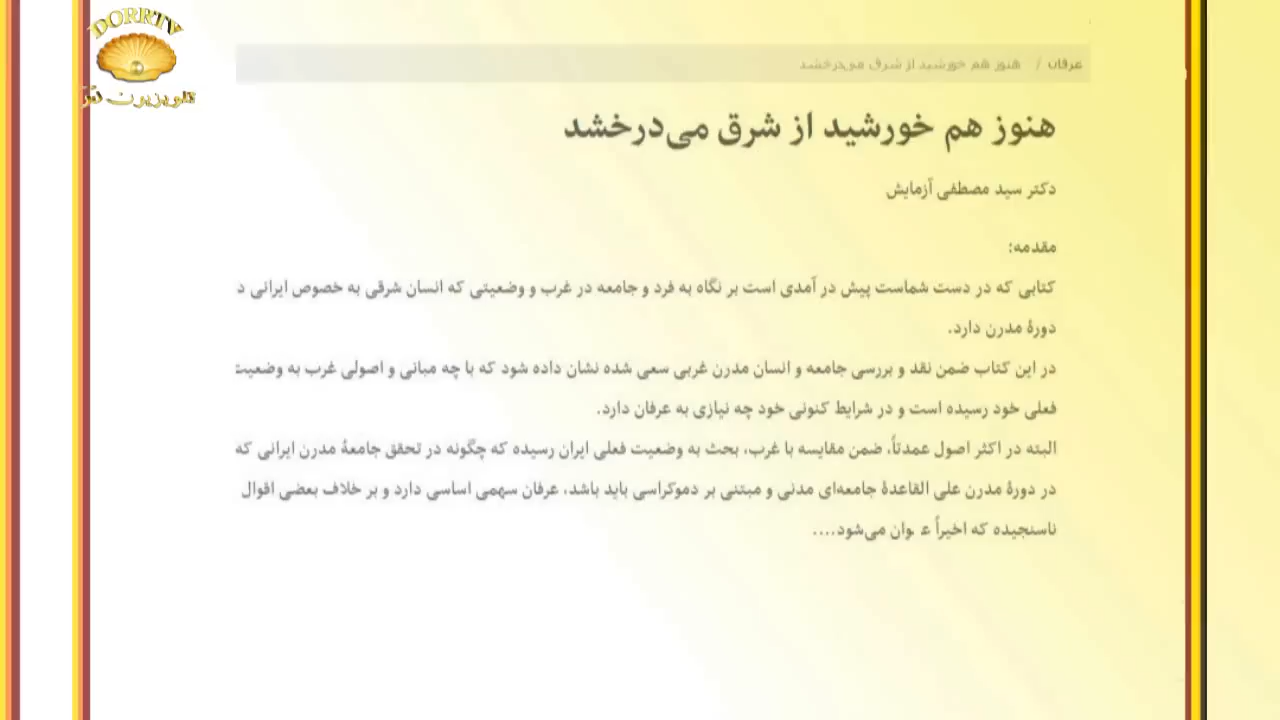 DORRTV
تلویزیون دُرّ
عرفان / هنوز هم خورشید از شرق می‌درخشد
هنوز هم خورشید از شرق می‌درخشد
دکتر سید مصطفی آزمایش
مقدمه:
کتابی که در دست شماست پیش در آمدی است بر نگاه به فرد و جامعه در غرب و وضعیتی که انسان شرقی به خصوص ایرانی د
دورهٔ مدرن دارد.
در این کتاب ضمن نقد و بررسی جامعه و انسان مدرن غربی سعی شده نشان داده شود که با چه مبانی و اصولی غرب به وضعیت
فعلی خود رسیده است و در شرایط کنونی خود چه نیازی به عرفان دارد.
البته در اکثر اصول عمدتاً، ضمن مقایسه با غرب، بحث به وضعیت فعلی ایران رسیده که چگونه در تحقق جامعهٔ مدرن ایرانی که
در دورهٔ مدرن علی القاعدهٔ جامعه‌ای مدنی و مبتنی بر دموکراسی باید باشد، عرفان سهمی اساسی دارد و بر خلاف بعضی اقوال
ناسنجیده که اخیراً می‌شود....